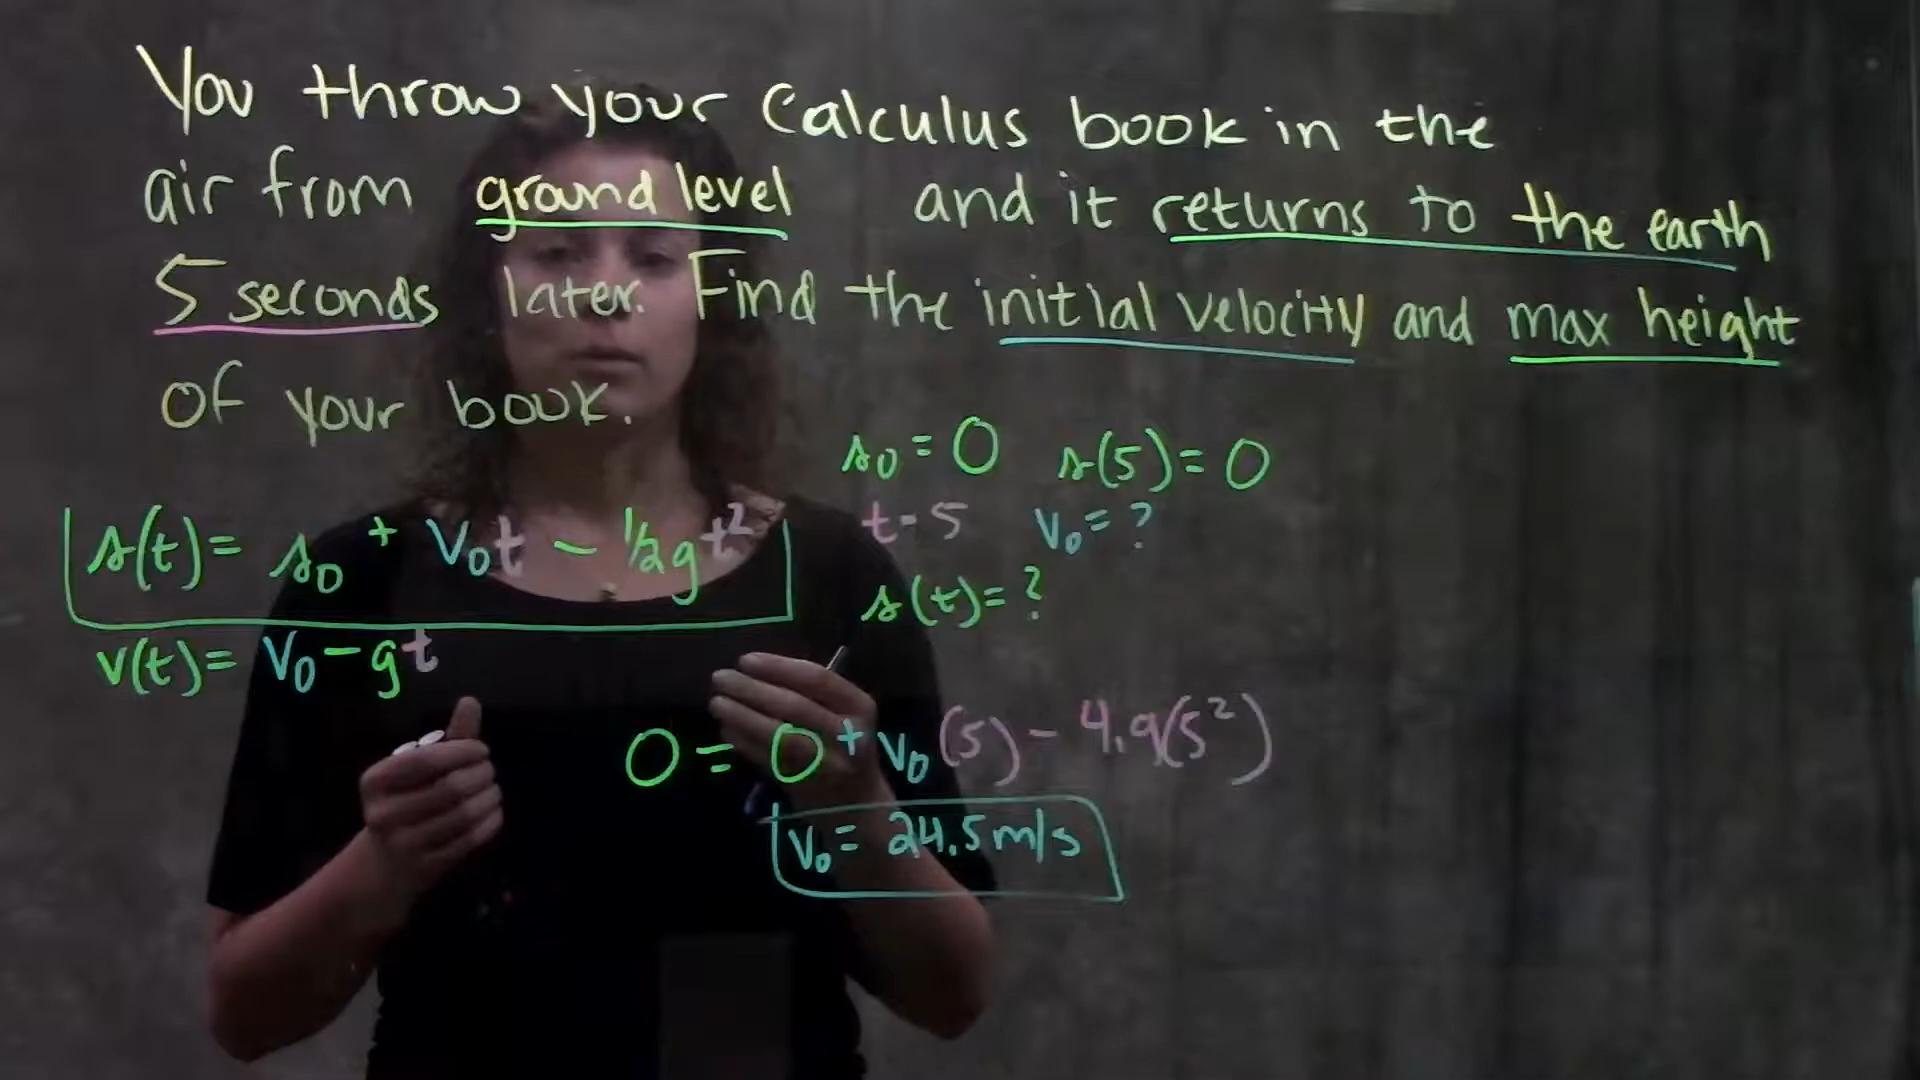 You throw your Calculus book in the
air from ground level and it returns to the earth
5 seconds later. Find the initial velocity and max height
of your book.
s₀ = 0 s(5) = 0
t = 5 v₀ = ?
s(t) = s₀ + v₀t - ½gt²
s(t) = ?
v(t) = v₀ - gt
0 = 0 + v₀(5) - 4.9(5²)
v₀ = 24.5 m/s